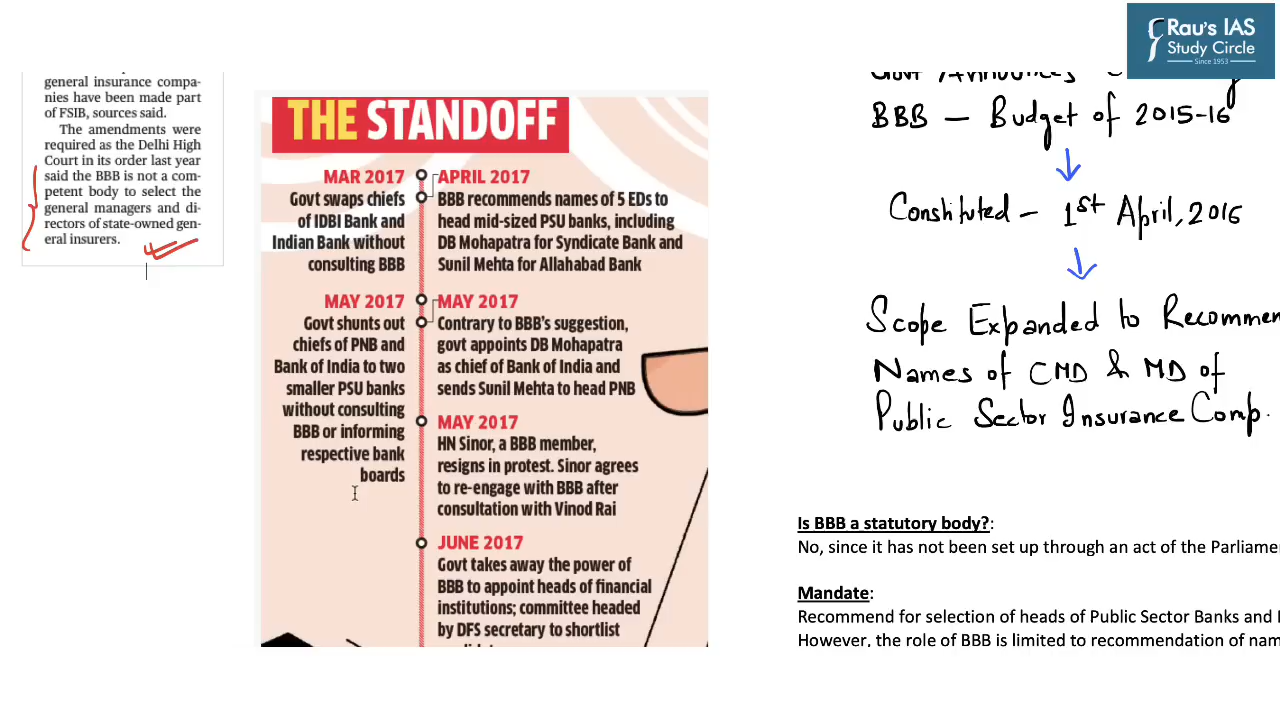 Rau's IAS
Study Circle
Since 1953
general insurance compa-
nies have been made part
of FSIB, sources said.
The amendments were
required as the Delhi High
Court in its order last year
said the BBB is not a com-
petent body to select the
general managers and di-
rectors of state-owned gen-
eral insurers.
THE STANDOFF
MAR 2017
Govt swaps chiefs
of IDBI Bank and
Indian Bank without
consulting BBB
APRIL 2017
BBB recommends names of 5 EDs to
head mid-sized PSU banks, including
DB Mohapatra for Syndicate Bank and
Sunil Mehta for Allahabad Bank
MAY 2017
Govt shunts out
chiefs of PNB and
Bank of India to two
smaller PSU banks
without consulting
BBB or informing
respective bank
boards
MAY 2017
Contrary to BBB's suggestion,
govt appoints DB Mohapatra
as chief of Bank of India and
sends Sunil Mehta to head PNB
MAY 2017
HN Sinor, a BBB member,
resigns in protest. Sinor agrees
to re-engage with BBB after
consultation with Vinod Rai
JUNE 2017
Govt takes away the power of
BBB to appoint heads of financial
institutions; committee headed
by DFS secretary to shortlist
Govt Announces
BBB – Budget of 2015-16
Constituted – 1st April, 2016
Scope Expanded to Recommen
Names of CMD & MD of
Public Sector Insurance Comp.
Is BBB a statutory body?:
No, since it has not been set up through an act of the Parliame
Mandate:
Recommend for selection of heads of Public Sector Banks and
However, the role of BBB is limited to recommendation of nam